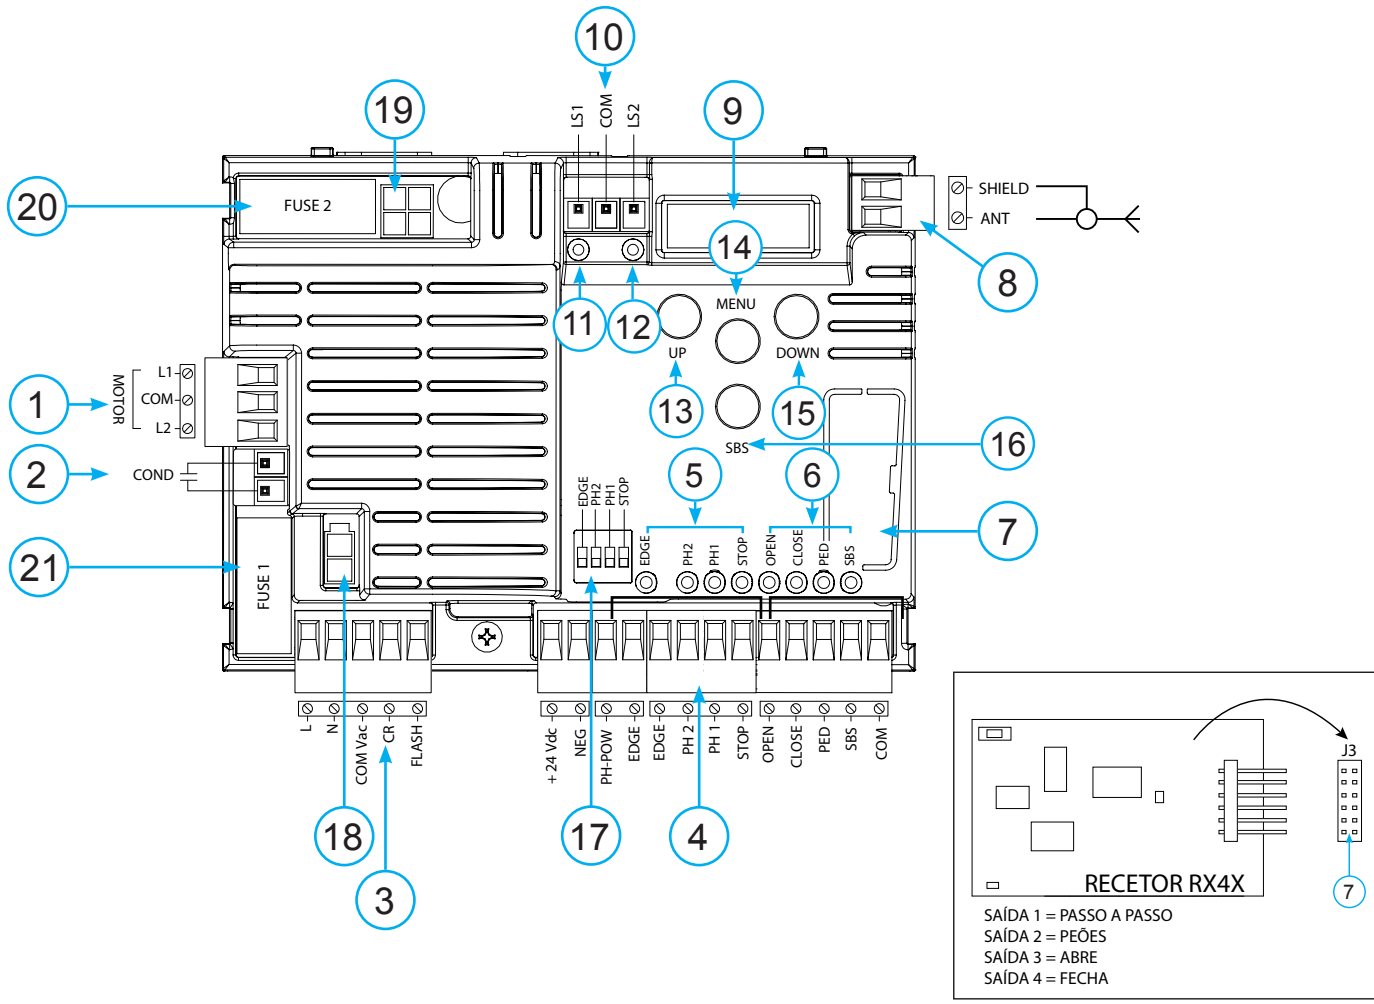 10
19
9
LS1
COM
LS2
20
FUSE 2
14
SHIELD
ANT
8
11
12
MENU
UP
DOWN
13
15
1
MOTOR
L1
COM
L2
SBS
16
2
COND
5
6
7
EDGE
PH2
PH1
STOP
EDGE
PH2
PH1
STOP
OPEN
CLOSE
PED
SBS
21
FUSE 1
L
N
COM Vac
CR
FLASH
+ 24 Vdc
NEG
PH-POW
EDGE
EDGE
PH 2
PH 1
STOP
OPEN
CLOSE
PED
SBS
COM
18
17
4
3
J3
7
RECETOR RX4X
SAÍDA 1 = PASSO A PASSO
SAÍDA 2 = PEÕES
SAÍDA 3 = ABRE
SAÍDA 4 = FECHA